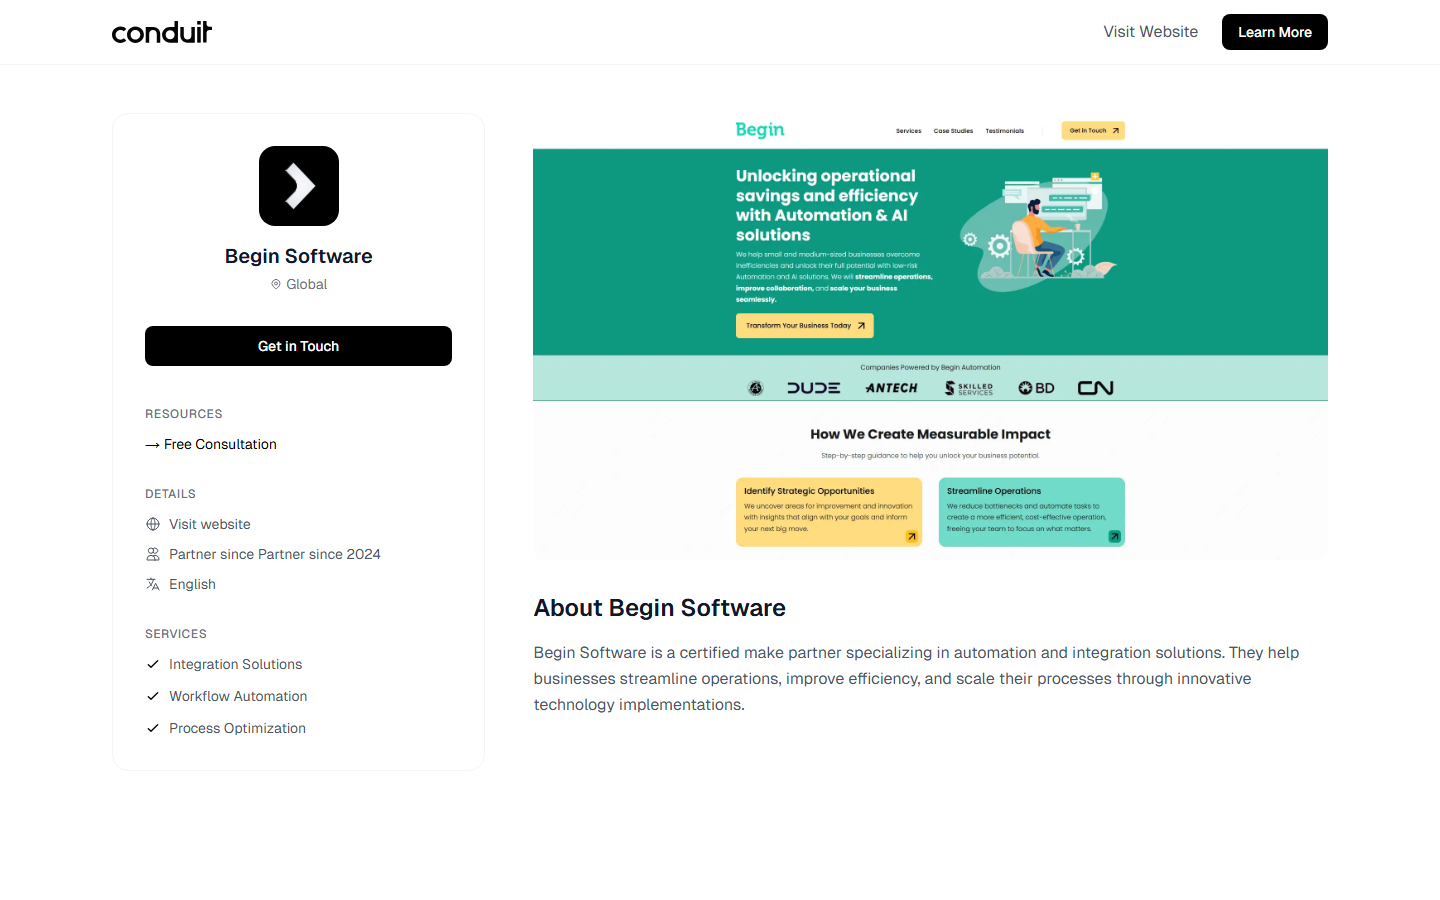 conduit
Visit Website
Learn More
Begin Software
Global
Get in Touch
RESOURCES
→ Free Consultation
DETAILS
Visit website
Partner since Partner since 2024
English
SERVICES
Integration Solutions
Workflow Automation
Process Optimization
Begin
Services
Case Studies
Testimonials
Get In Touch
Unlocking operational
savings and efficiency
with Automation & AI
solutions
We help small and medium-sized businesses overcome
inefficiencies and unlock their full potential with low-risk
Automation and AI solutions. We will streamline operations,
improve collaboration, and scale your business
seamlessly.
Transform Your Business Today
Companies Powered by Begin Automation
DUDE
ANTECH
SKILLED
SERVICES
BD
CN
How We Create Measurable Impact
Step-by-step guidance to help you unlock your business potential.
Identify Strategic Opportunities
We uncover areas for improvement and innovation
with insights that align with your goals and inform
your next big move.
Streamline Operations
We reduce bottlenecks and automate tasks to
create a more efficient, cost-effective operation,
freeing your team to focus on what matters.
About Begin Software
Begin Software is a certified make partner specializing in automation and integration solutions. They help
businesses streamline operations, improve efficiency, and scale their processes through innovative
technology implementations.